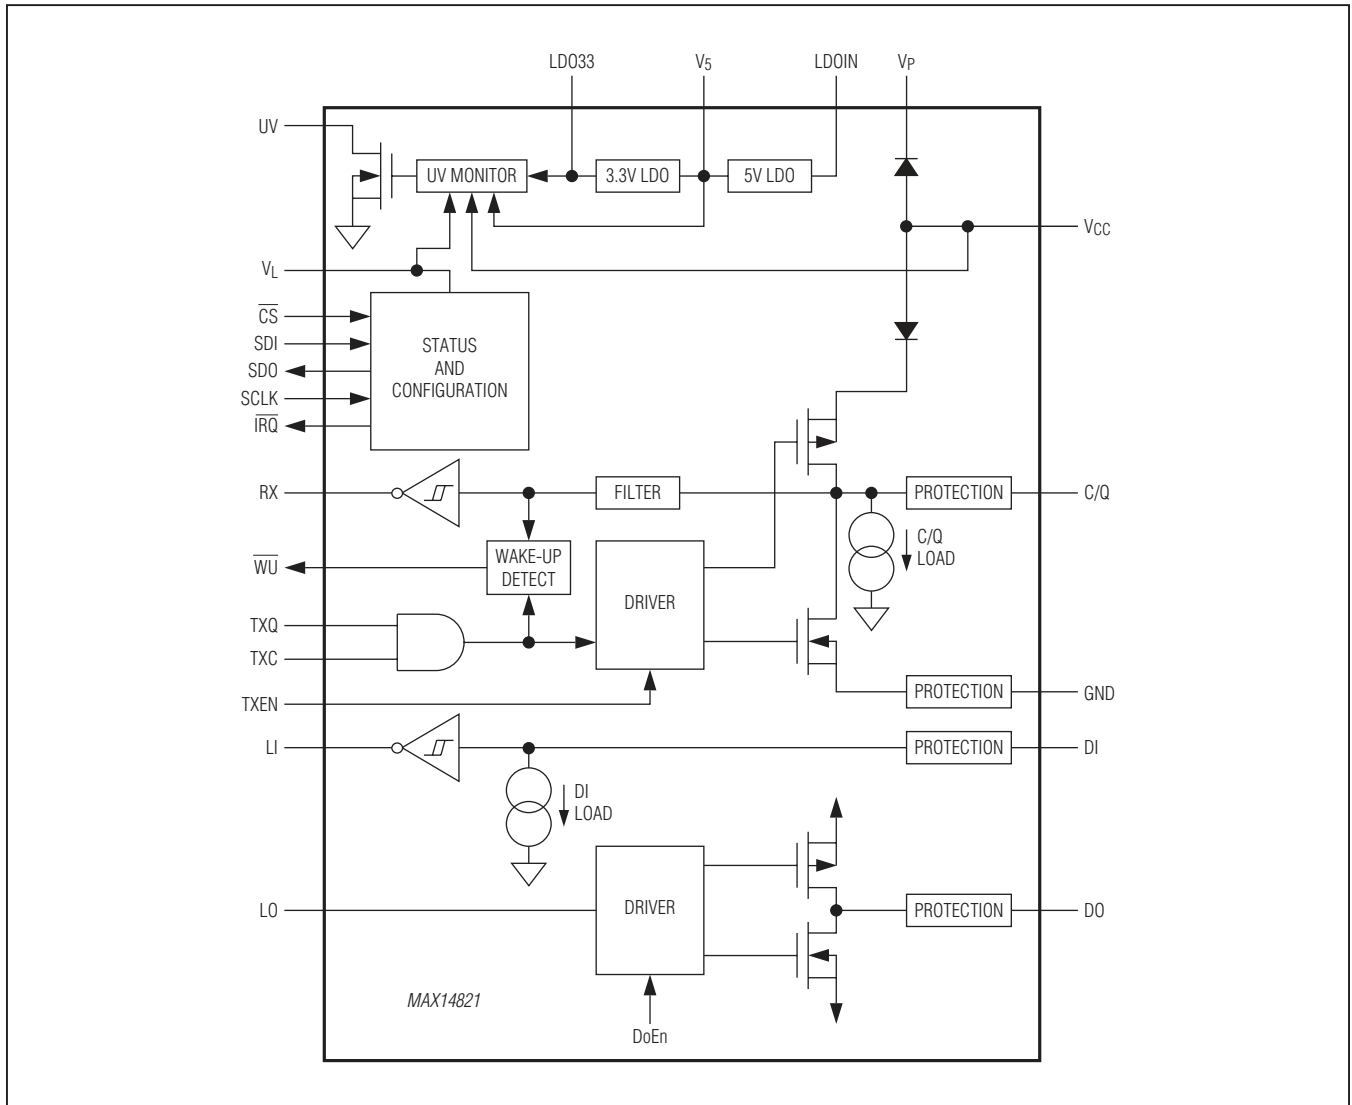 LDO33
V5
LDOIN
VP
UV
UV MONITOR
3.3V LDO
5V LDO
VCC
VL
CS
SDI
SDO
SCLK
IRQ
STATUS
AND
CONFIGURATION
RX
FILTER
PROTECTION
C/Q
C/Q
LOAD
WU
WAKE-UP
DETECT
DRIVER
TXQ
TXC
TXEN
PROTECTION
GND
LI
PROTECTION
DI
DI
LOAD
LO
DRIVER
PROTECTION
DO
MAX14821
DoEn